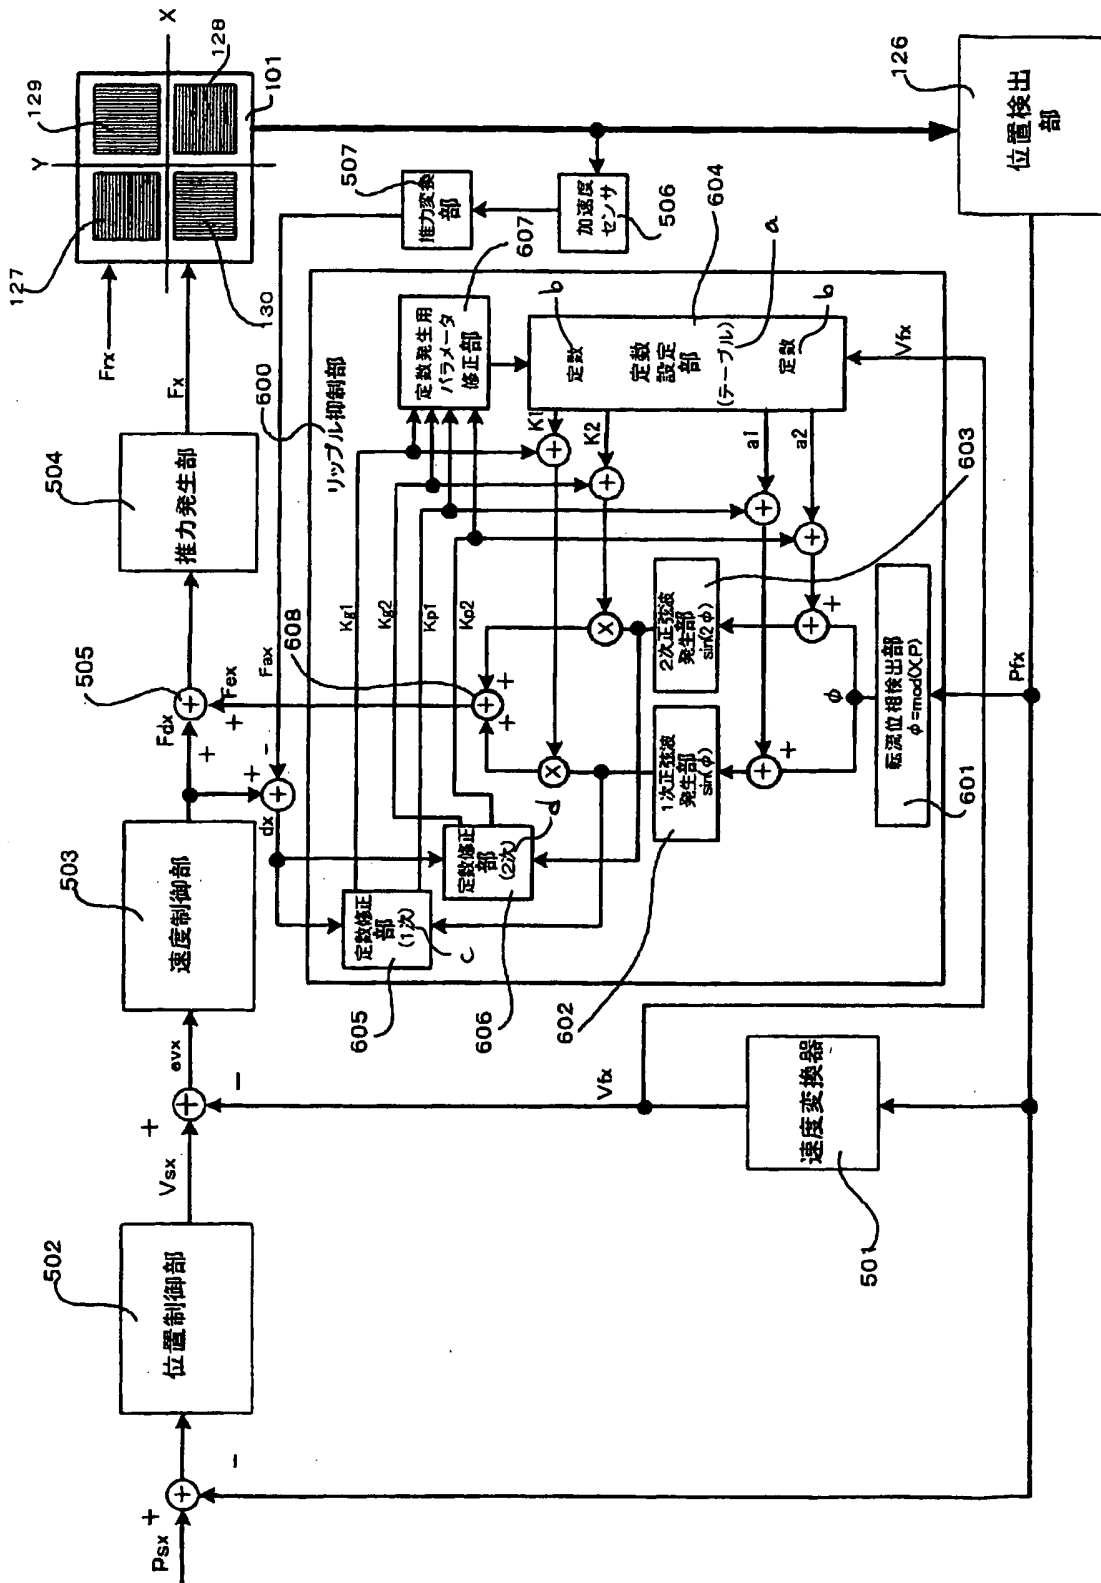 Psx
+
−
502
位置制御部
Vsx
+
−
evx
503
速度制御部
Fdx
+
dx
+
−
505
+
Fex
Fax
504
推力発生部
Frx
Fx
127
129
130
128
101
X
Y
507
推力変換
部
加速度
センサ
506
600
リップル抑制部
607
定数発生用
パラメータ
修正部
604
b
定数
定数
設定
部
(テーブル)
a
定数
b
Vfx
K1
K2
a1
a2
Kg1
Kg2
Kp1
Kp2
608
+
+
603
2次正弦波
発生部
sin(2φ)
1次正弦波
発生部
sin(φ)
602
+
+
φ
転流位相検出部
φ=mod(X,P)
601
定数修正
部
(1次)
c
605
定数修正
部
(2次)
d
606
Vfx
速度変換器
501
Pfx
126
位置検出
部